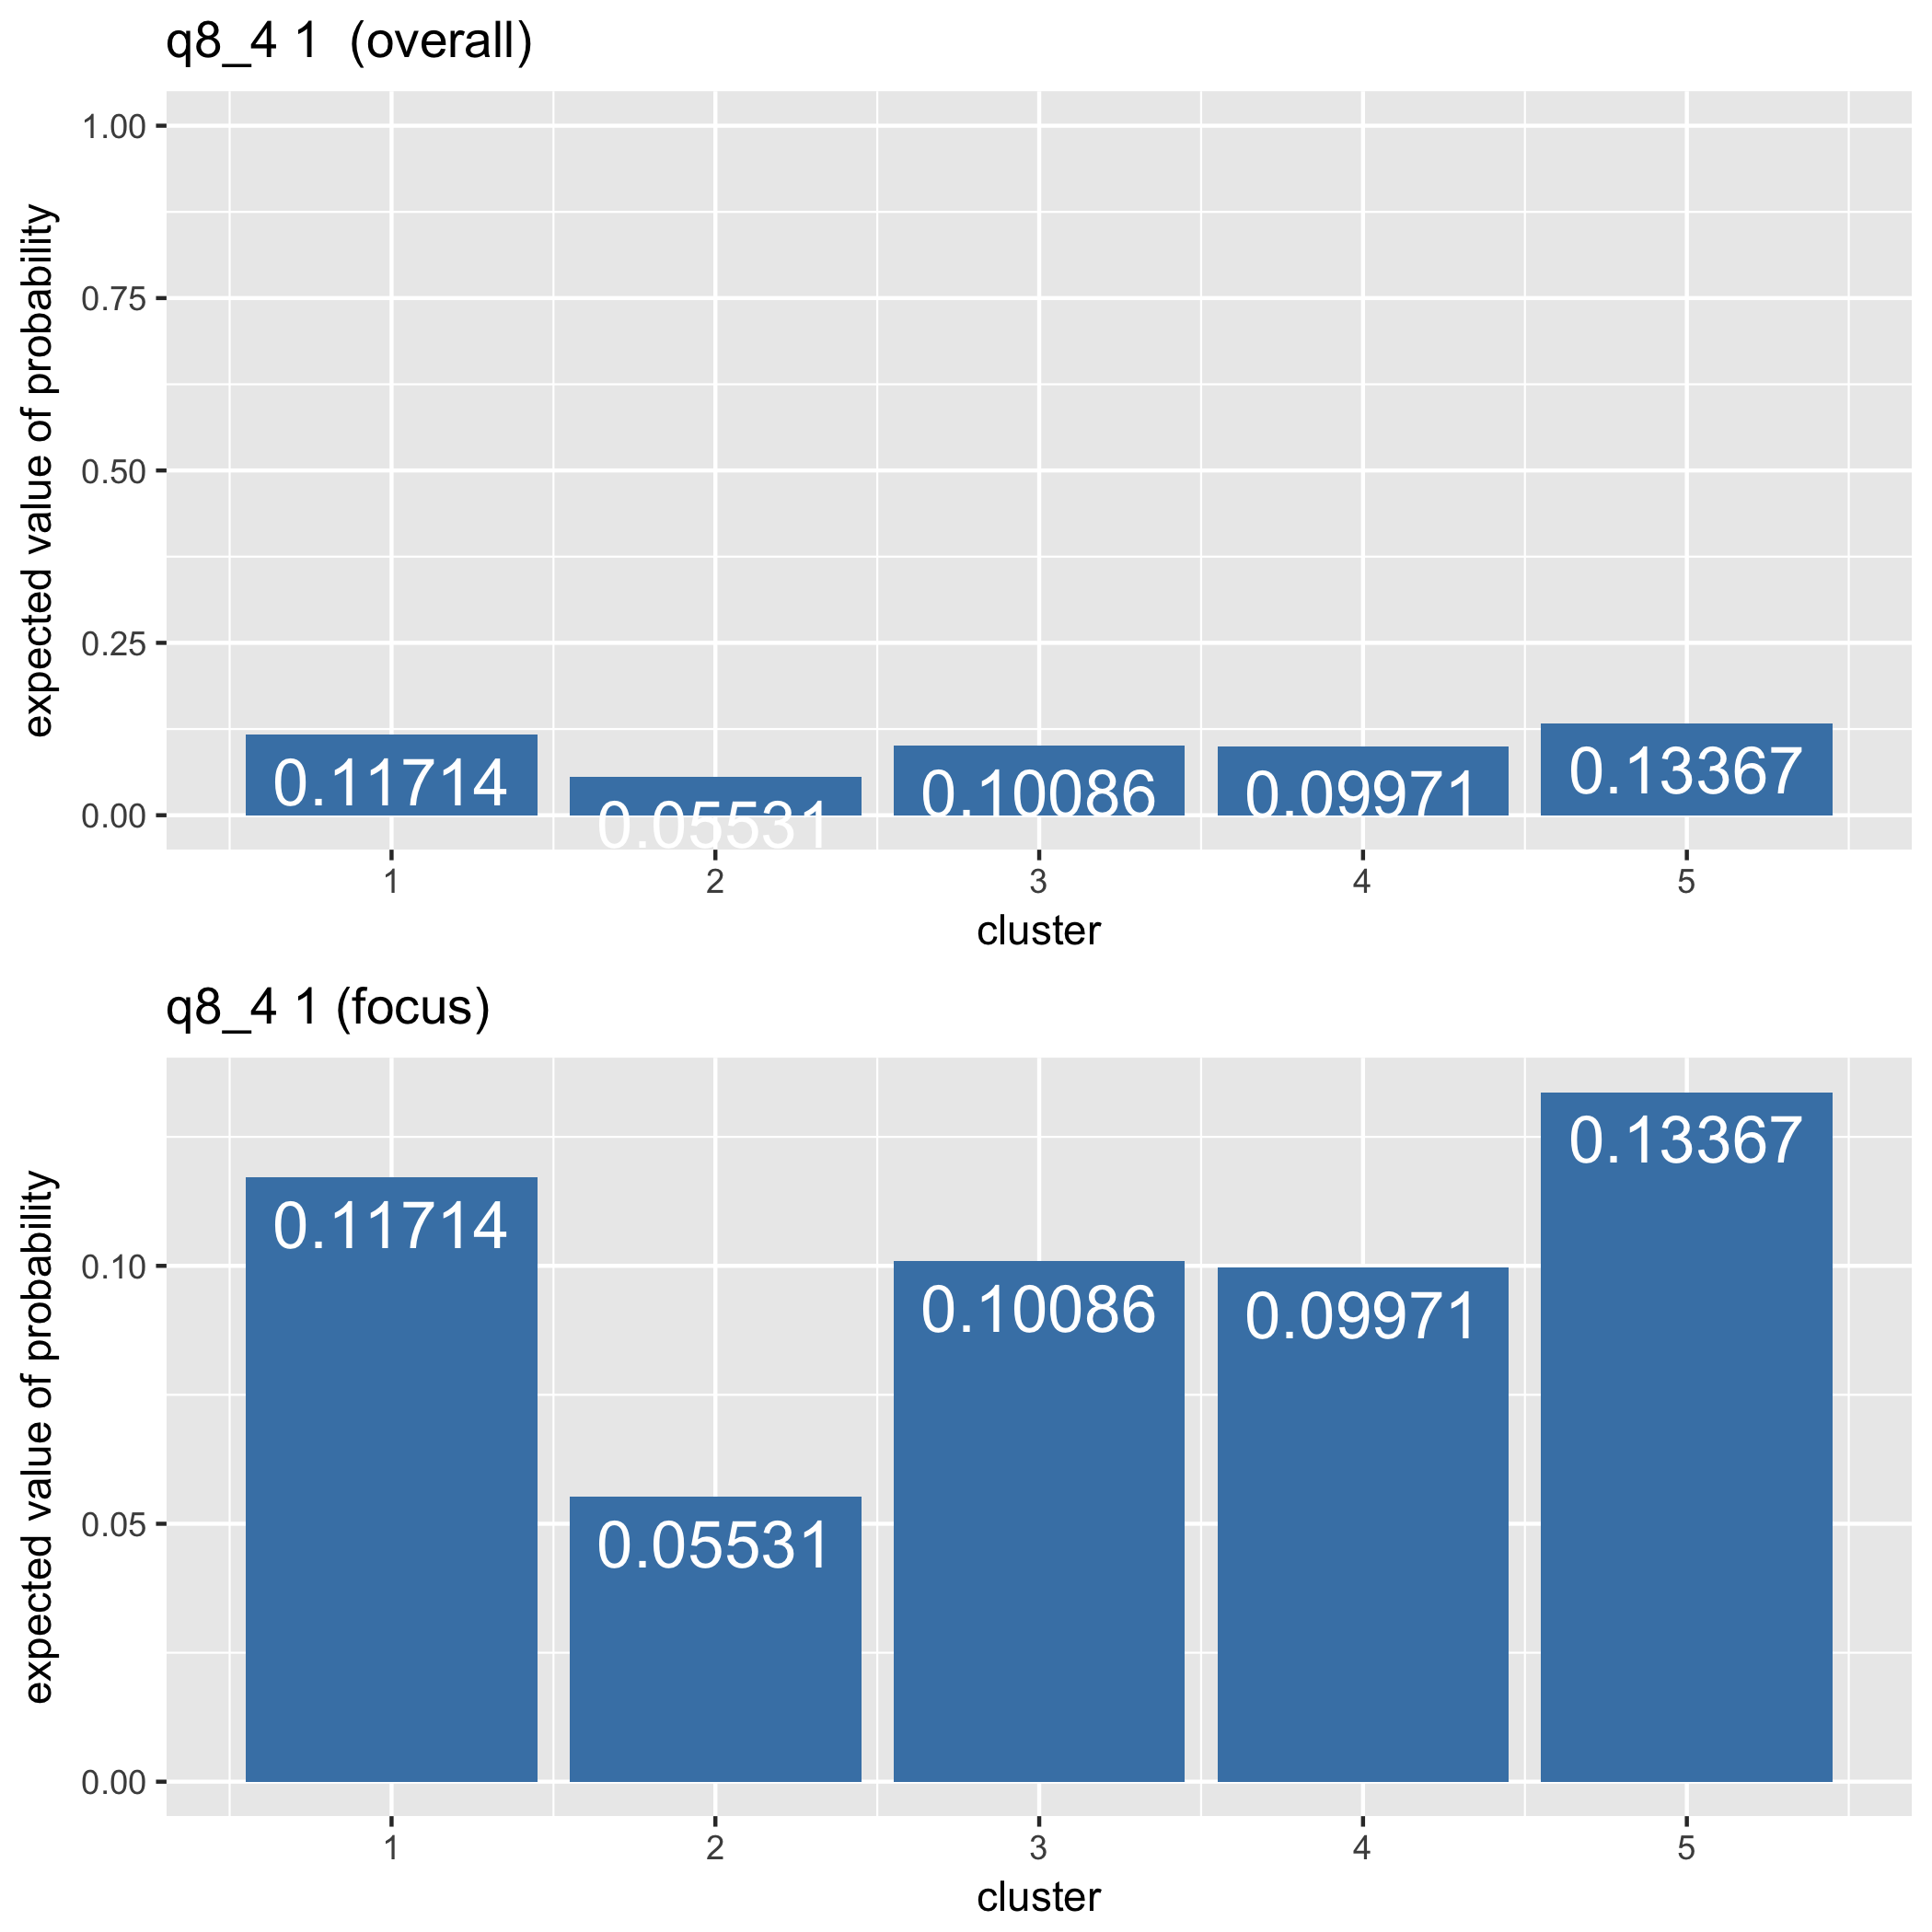 q8_4 1  (overall)
expected value of probability
1.00
0.75
0.50
0.25
0.00
0.11714
0.05531
0.10086
0.09971
0.13367
1 2 3 4 5
cluster
q8_4 1 (focus)
expected value of probability
0.10
0.05
0.00
0.11714
0.05531
0.10086
0.09971
0.13367
1 2 3 4 5
cluster